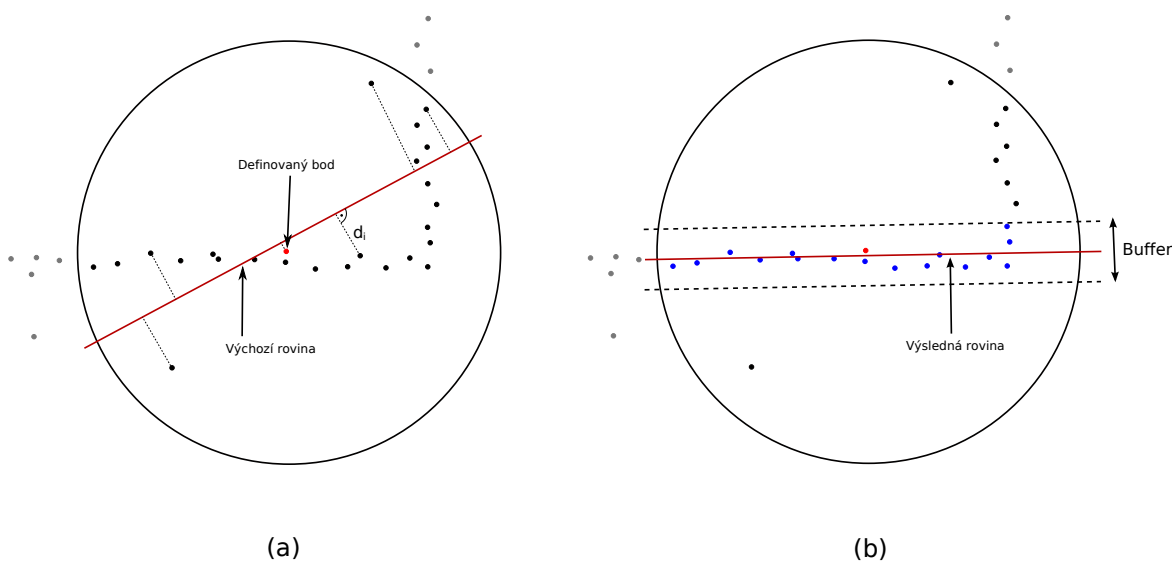 Definovaný bod
dᵢ
Výchozí rovina
(a)
Buffer
Výsledná rovina
(b)